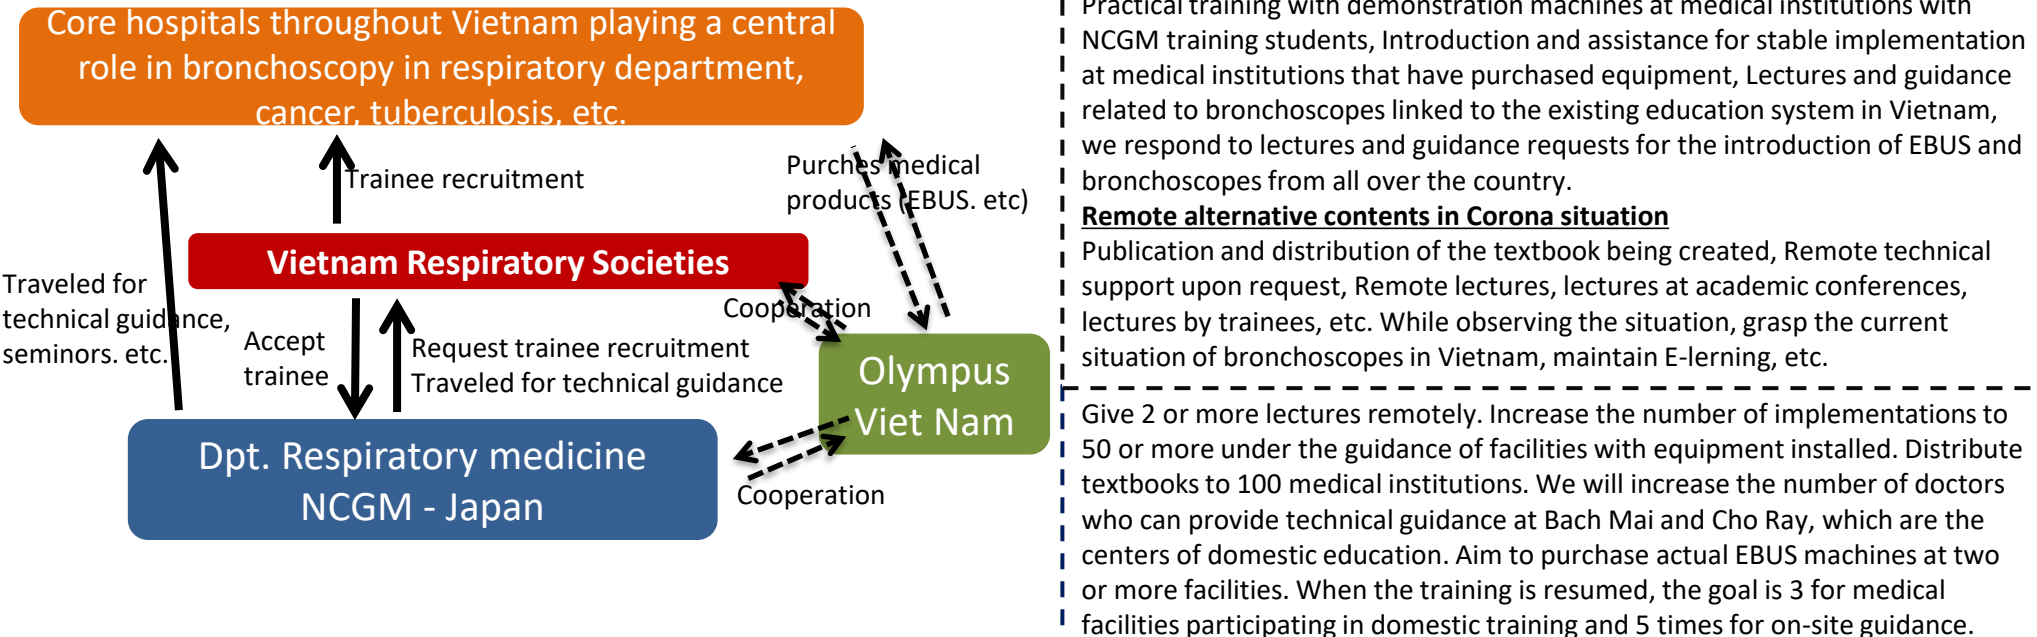 Core hospitals throughout Vietnam playing a central
role in bronchoscopy in respiratory department,
cancer, tuberculosis, etc.
Trainee recruitment
Purches medical
products (EBUS. etc)
Vietnam Respiratory Societies
Traveled for
technical guidance,
seminors. etc.
Accept
trainee
Request trainee recruitment
Traveled for technical guidance
Cooperation
Olympus
Viet Nam
Dpt. Respiratory medicine
NCGM - Japan
Cooperation
Practical training with demonstration machines at medical institutions with
NCGM training students, Introduction and assistance for stable implementation
at medical institutions that have purchased equipment, Lectures and guidance
related to bronchoscopes linked to the existing education system in Vietnam,
we respond to lectures and guidance requests for the introduction of EBUS and
bronchoscopes from all over the country.
Remote alternative contents in Corona situation
Publication and distribution of the textbook being created, Remote technical
support upon request, Remote lectures, lectures at academic conferences,
lectures by trainees, etc. While observing the situation, grasp the current
situation of bronchoscopes in Vietnam, maintain E-lerning, etc.
Give 2 or more lectures remotely. Increase the number of implementations to
50 or more under the guidance of facilities with equipment installed. Distribute
textbooks to 100 medical institutions. We will increase the number of doctors
who can provide technical guidance at Bach Mai and Cho Ray, which are the
centers of domestic education. Aim to purchase actual EBUS machines at two
or more facilities. When the training is resumed, the goal is 3 for medical
facilities participating in domestic training and 5 times for on-site guidance.